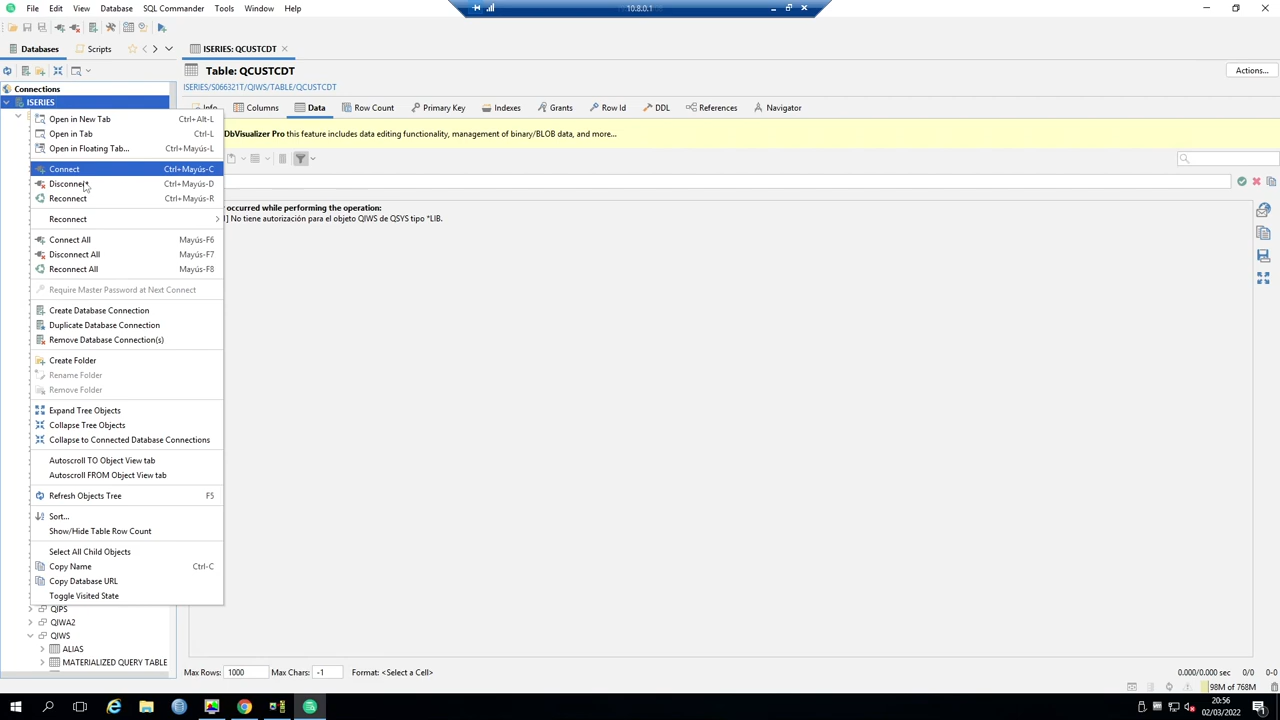 File Edit View Database SQL Commander Tools Window Help
10.8.0.1
Databases Scripts
ISERIES: QCUSTCDT
Table: QCUSTCDT
Actions...
ISERIES/S066321T/QIWS/TABLE/QCUSTCDT
Connections
ISERIES
Info Columns Data Row Count Primary Key Indexes Grants Row Id DDL References Navigator
DbVisualizer Pro this feature includes data editing functionality, management of binary/BLOB data, and more...
occurred while performing the operation:
] No tiene autorización para el objeto QIWS de QSYS tipo *LIB.
Open in New Tab Ctrl+Alt-L
Open in Tab Ctrl-L
Open in Floating Tab... Ctrl+Mayús-L
Connect Ctrl+Mayús-C
Disconnect Ctrl+Mayús-D
Reconnect Ctrl+Mayús-R
Reconnect
Connect All Mayús-F6
Disconnect All Mayús-F7
Reconnect All Mayús-F8
Require Master Password at Next Connect
Create Database Connection
Duplicate Database Connection
Remove Database Connection(s)
Create Folder
Rename Folder
Remove Folder
Expand Tree Objects
Collapse Tree Objects
Collapse to Connected Database Connections
Autoscroll TO Object View tab
Autoscroll FROM Object View tab
Refresh Objects Tree F5
Sort...
Show/Hide Table Row Count
Select All Child Objects
Copy Name Ctrl-C
Copy Database URL
Toggle Visited State
QIPS
QIWA2
QIWS
ALIAS
MATERIALIZED QUERY TABLE
Max Rows: 1000 Max Chars: -1 Format: <Select a Cell>
0.000/0.000 sec 0/0 0-0
98M of 768M
20:56
02/03/2022